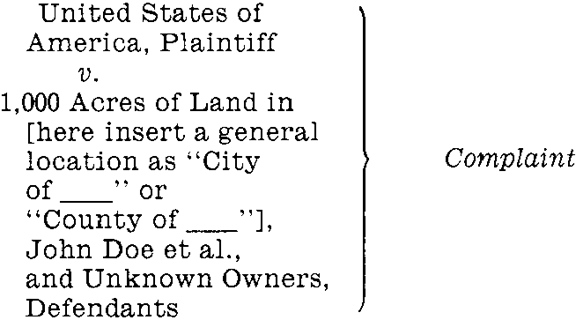 United States of
America, Plaintiff
v.
1,000 Acres of Land in
[here insert a general
location as “City
of ____” or
“County of ____”],
John Doe et al.,
and Unknown Owners,
Defendants
Complaint